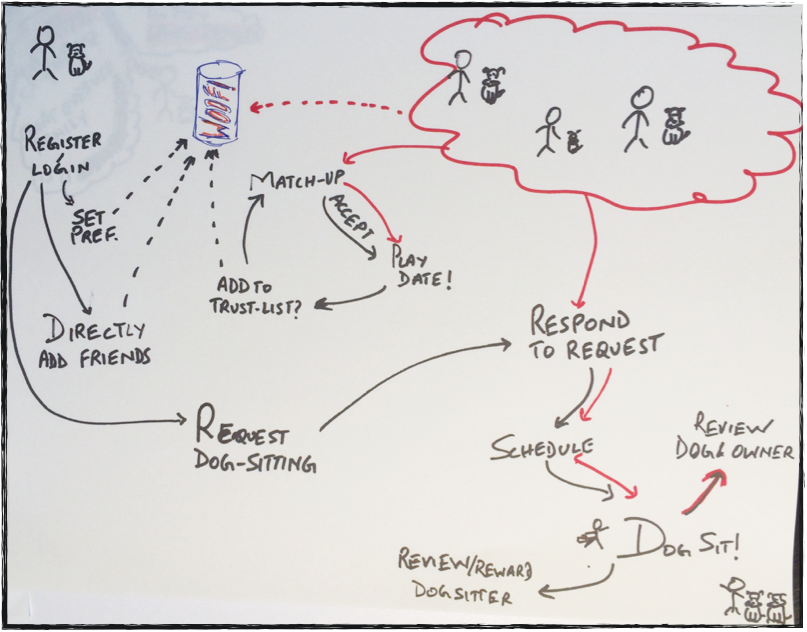 WOOF!
REGISTER
LOGIN
SET
PREF.
MATCH-UP
ACCEPT
PLAY
DATE!
ADD TO
TRUST-LIST?
DIRECTLY
ADD FRIENDS
RESPOND
TO REQUEST
REQUEST
DOG-SITTING
SCHEDULE
REVIEW
DOG & OWNER
DOG SIT!
REVIEW/REWARD
DOGSITTER